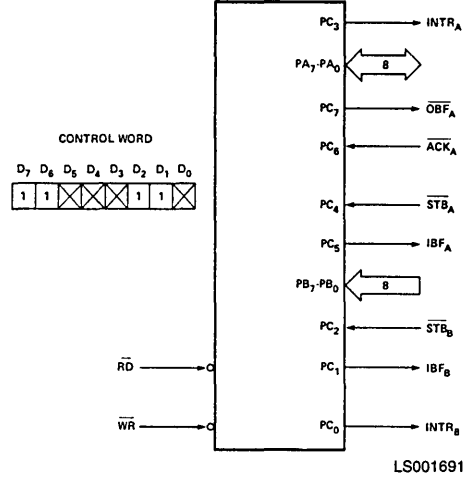 PC3 INTRA
PA7-PA0 8
PC7 OBFA
CONTROL WORD
PC6 ACKA
D7 D6 D5 D4 D3 D2 D1 D0
1 1 X X X 1 1 X
PC4 STBA
PC5 IBFA
PB7-PB0 8
PC2 STBB
RD PC1 IBFB
WR PC0 INTRB
LS001691